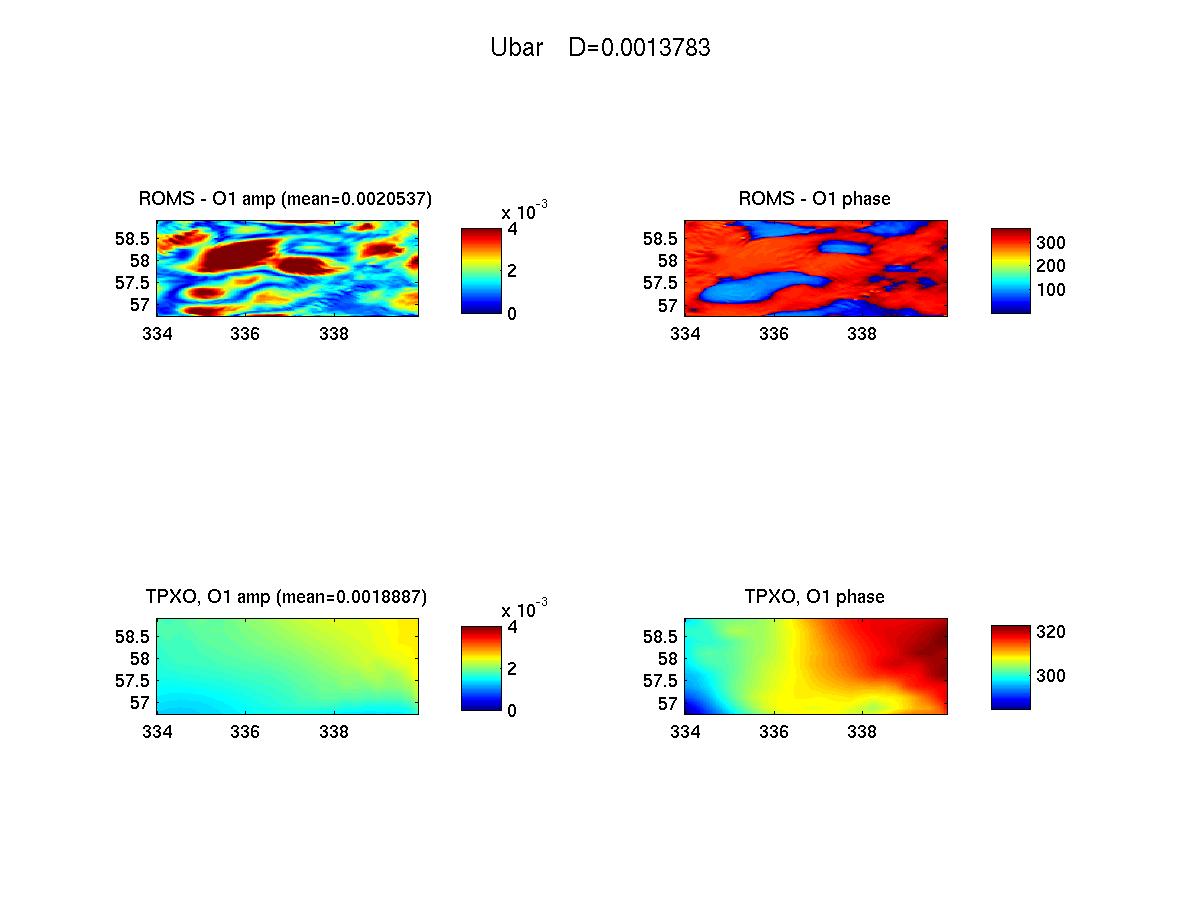 Ubar D=0.0013783
ROMS - O1 amp (mean=0.0020537)
x 10^-3
58.5
58
57.5
57
334 336 338
4
2
0
ROMS - O1 phase
58.5
58
57.5
57
334 336 338
300
200
100
TPXO, O1 amp (mean=0.0018887)
x 10^-3
58.5
58
57.5
57
334 336 338
4
2
0
TPXO, O1 phase
58.5
58
57.5
57
334 336 338
320
300